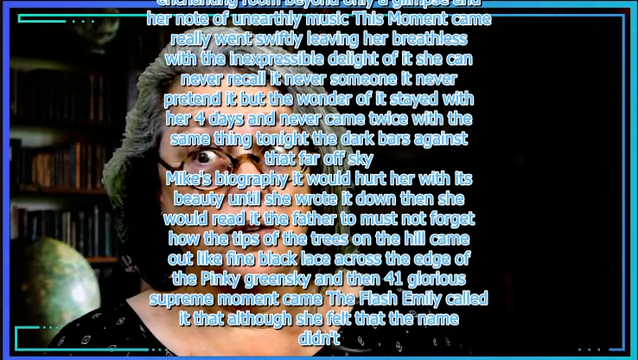 enchanting room beyond only a glimpse and
her note of unearthly music This Moment came
really went swiftly leaving her breathless
with the inexpressible delight of it she can
never recall it never someone it never
pretend it but the wonder of it stayed with
her 4 days and never came twice with the
same thing tonight the dark bars against
that far off sky
Mike's biography it would hurt her with its
beauty until she wrote it down then she
would read it the father to must not forget
how the tips of the trees on the hill came
out like fine black lace across the edge of
the Pinky greensky and then 41 glorious
supreme moment came The Flash Emily called
it that although she felt that the name
didn't